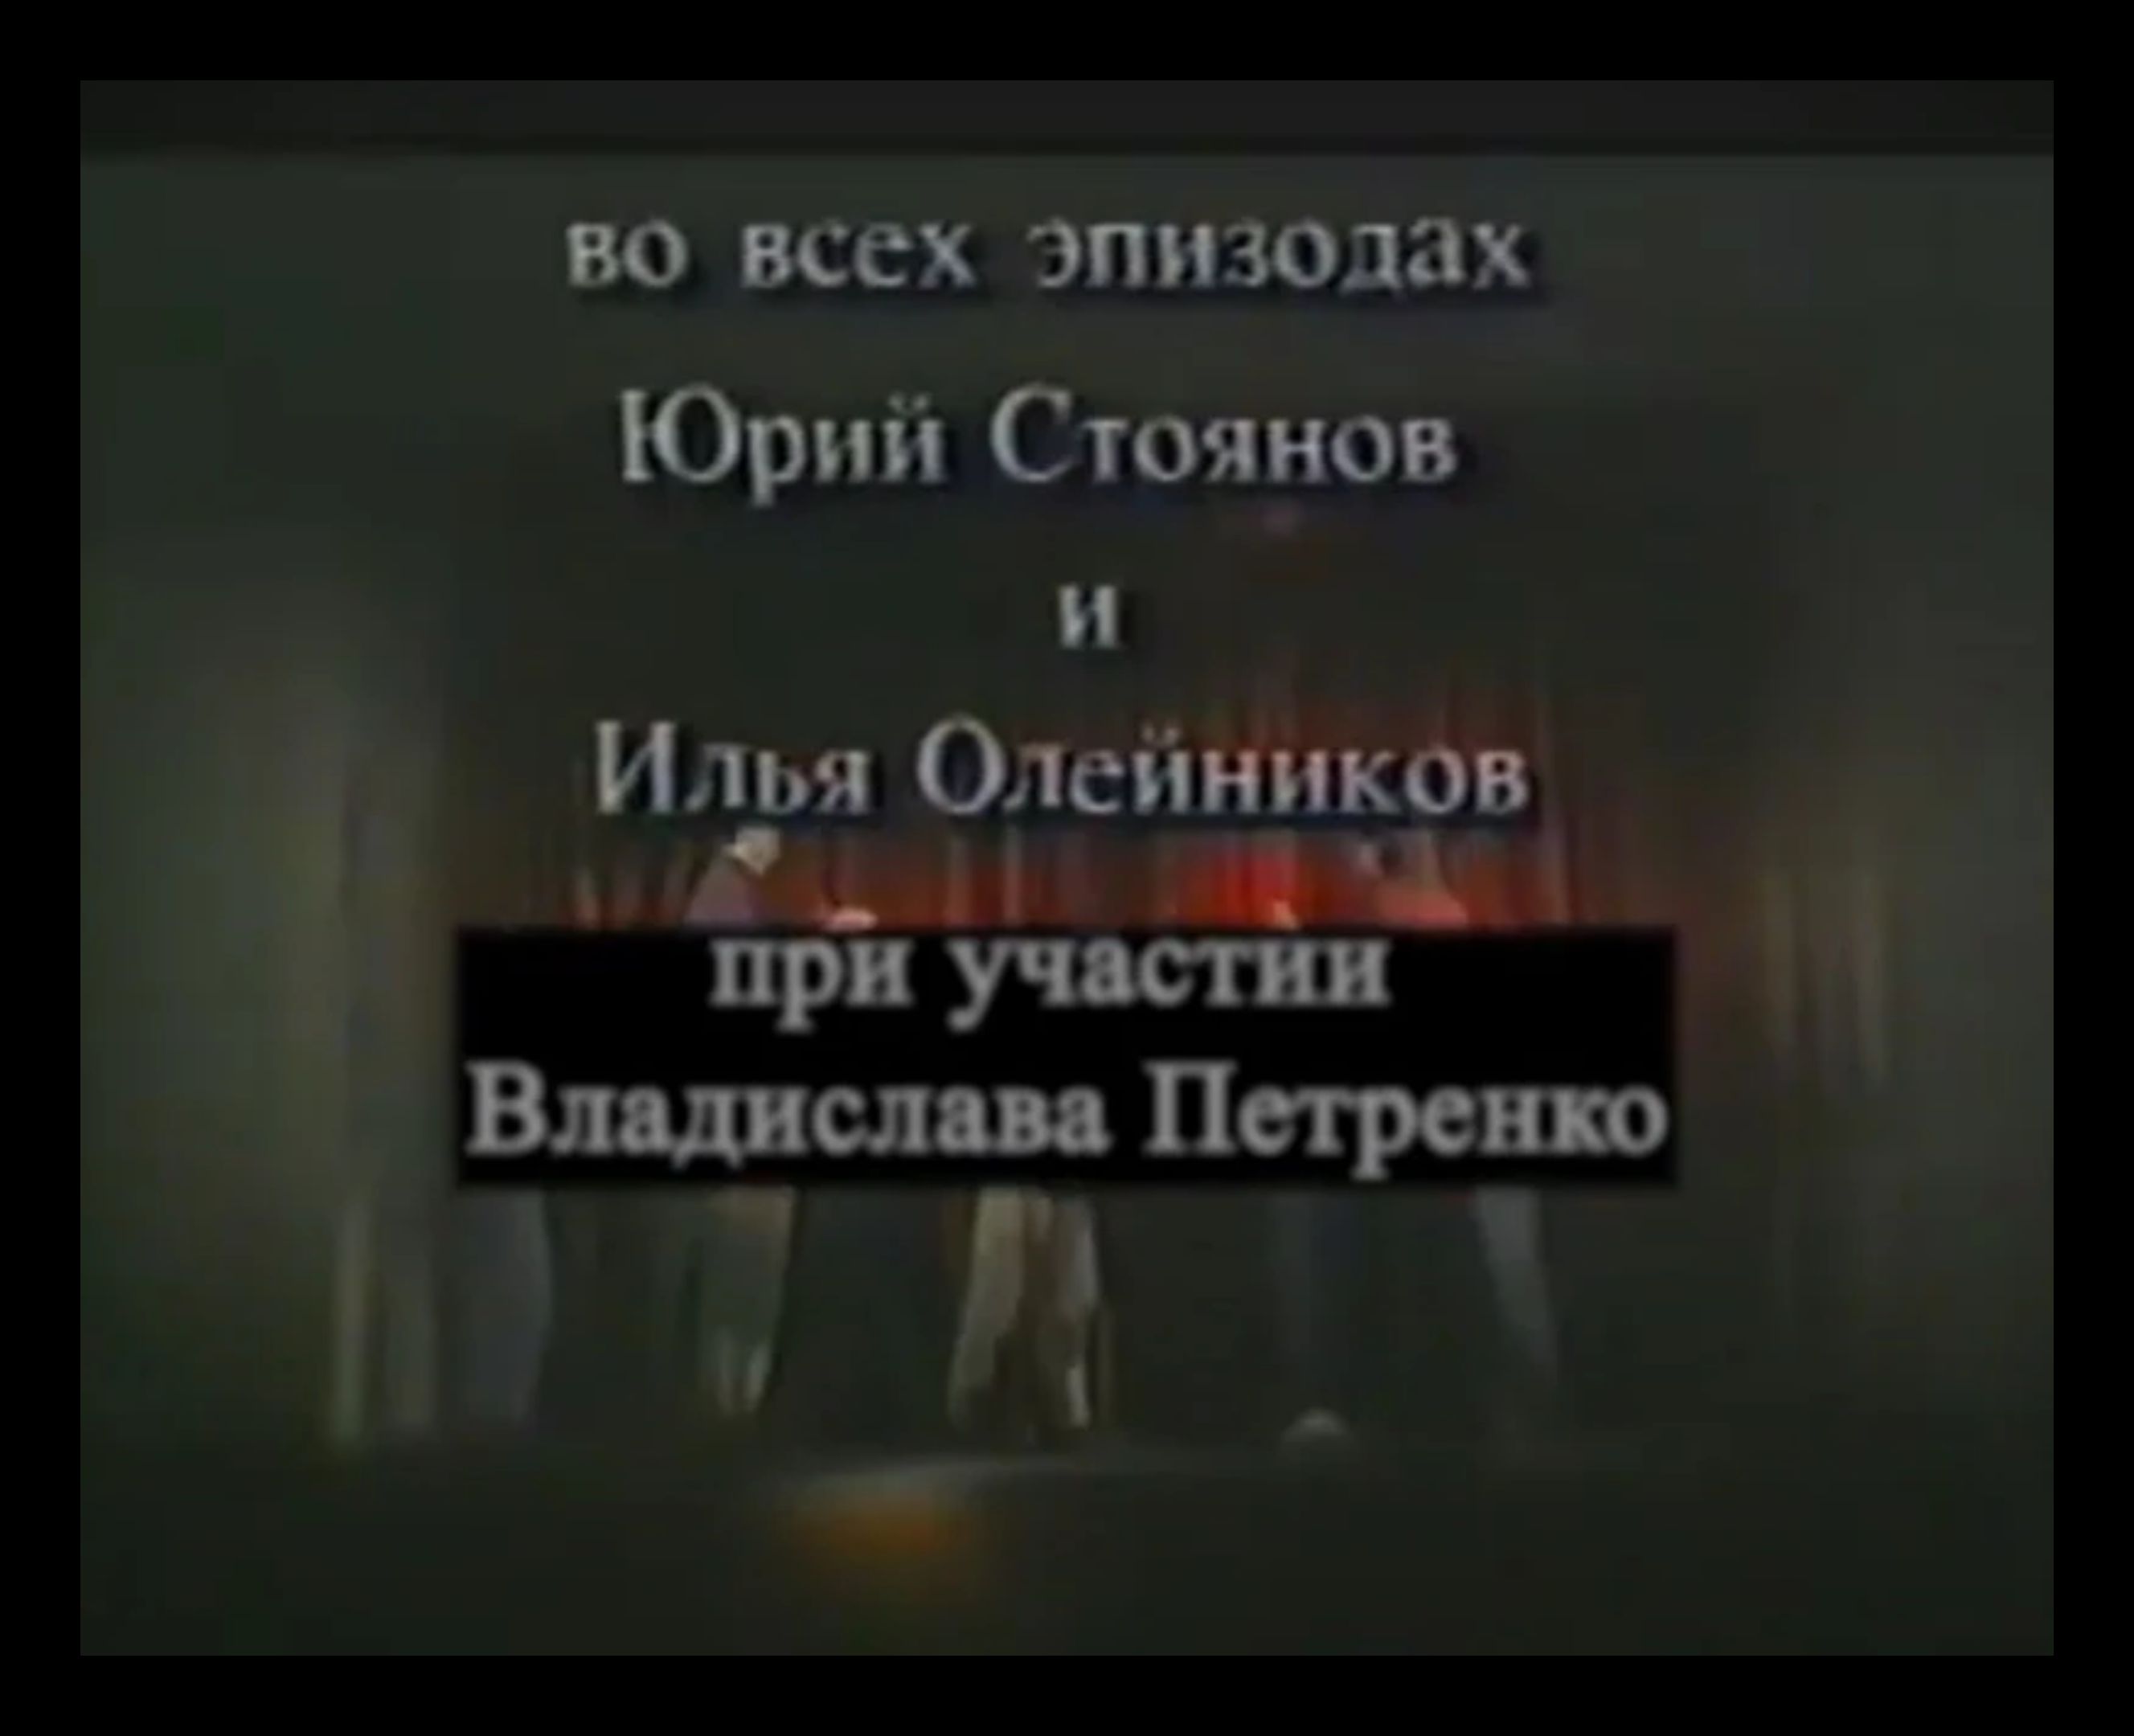 во всех эпизодах
Юрий Стоянов
и
Илья Олейников
при участии
Владислава Петренко